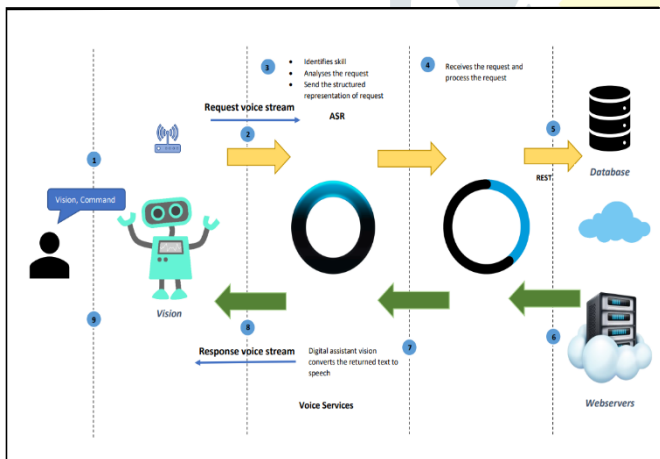 3
• Identifies skill
• Analyses the request
• Send the structured
representation of request
4
Receives the request and
process the request
Request voice stream
ASR
1
2
5
REST
Database
Vision, Command
Vision
9
8
7
6
Response voice stream
Digital assistant vision
converts the returned text to
speech
Voice Services
Webservers